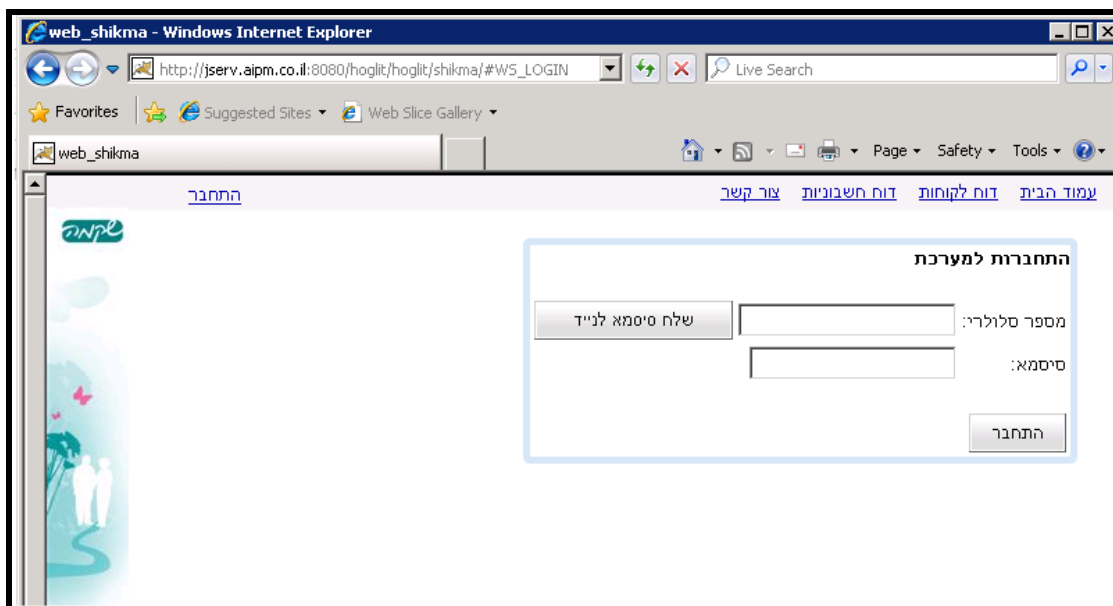 web_shikma - Windows Internet Explorer
http://jserv.aipm.co.il:8080/hoglit/hoglit/shikma/#WS_LOGIN Live Search
Favorites Suggested Sites Web Slice Gallery
web_shikma Page Safety Tools
עמוד הבית דוח לקוחות דוח חשבוניות צור קשר התחבר
שקמה
התחברות למערכת
מספר סלולרי: שלח סיסמא לנייד
סיסמא:
התחבר